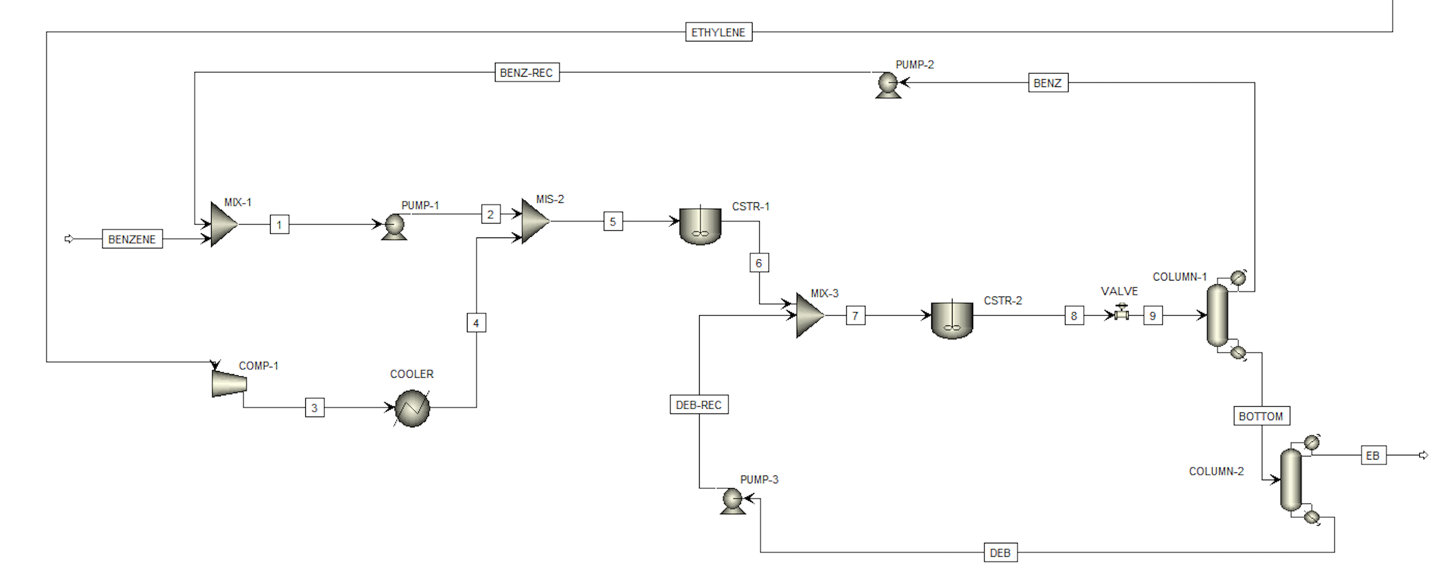 ETHYLENE
PUMP-2
BENZ-REC
BENZ
MIX-1
PUMP-1
2
MIS-2
CSTR-1
1
5
BENZENE
6
COLUMN-1
MIX-3
CSTR-2
VALVE
7
8
9
4
COMP-1
COOLER
3
DEB-REC
BOTTOM
EB
COLUMN-2
PUMP-3
DEB